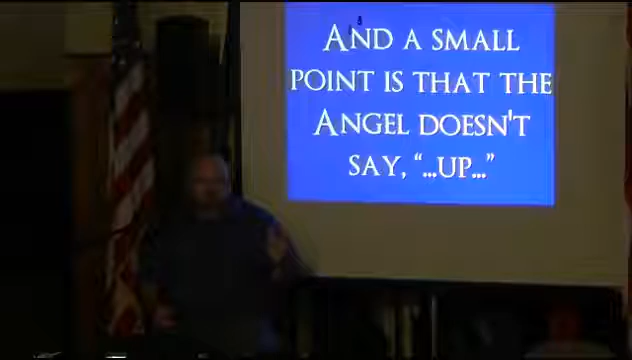 AND A SMALL
POINT IS THAT THE
ANGEL DOESN'T
SAY, “...UP...”